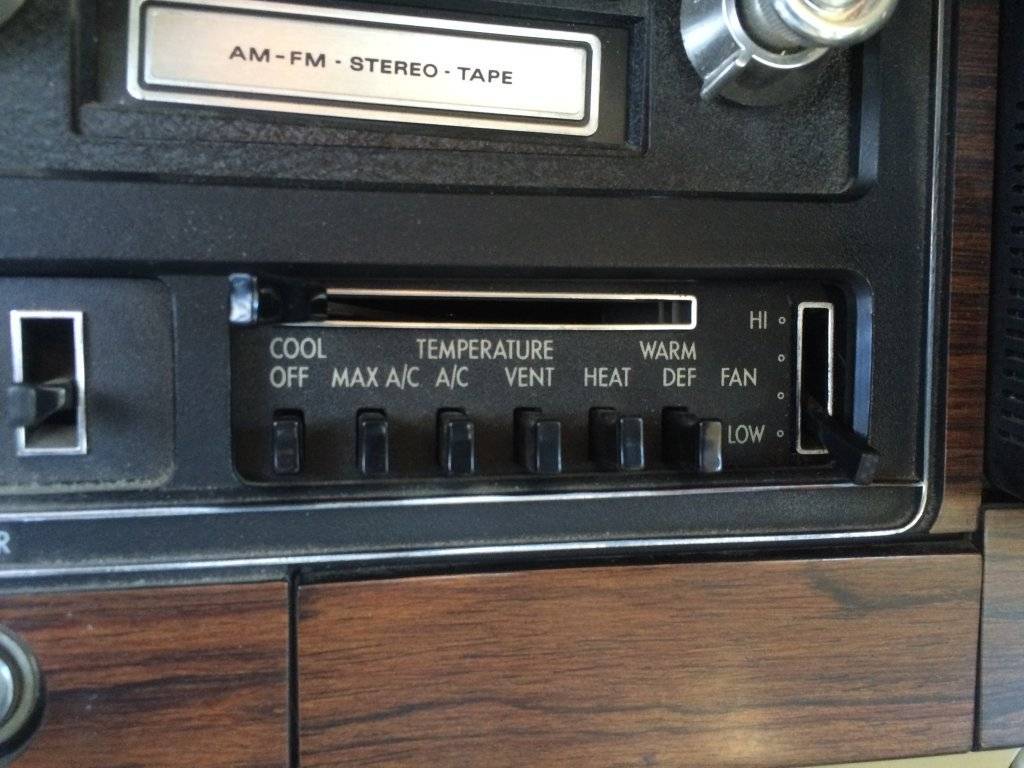 AM-FM · STEREO · TAPE
HI
COOL TEMPERATURE WARM
OFF MAX A/C A/C VENT HEAT DEF FAN
LOW
R